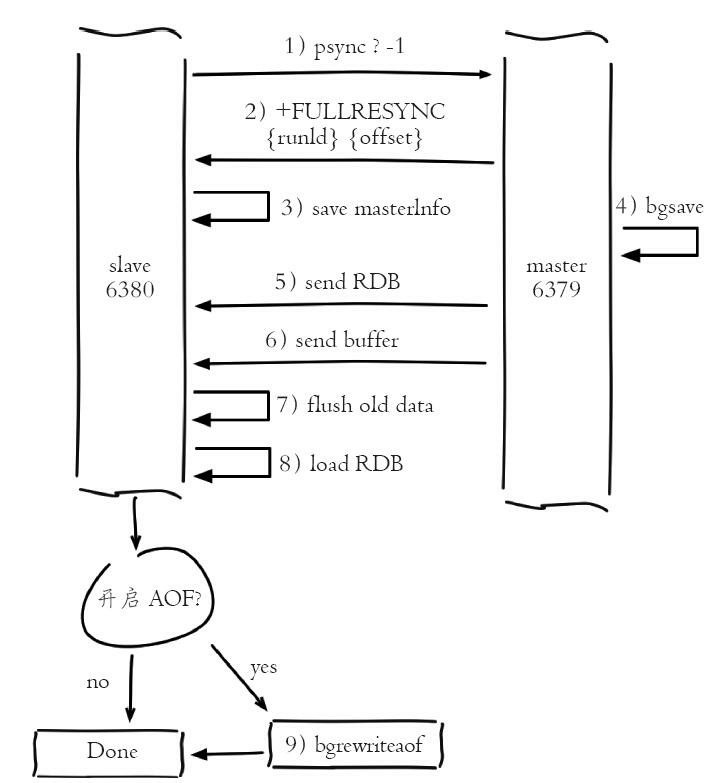 1) psync ? -1
2) +FULLRESYNC
{runId} {offset}
3) save masterInfo
4) bgsave
slave
6380
master
6379
5) send RDB
6) send buffer
7) flush old data
8) load RDB
开启 AOF?
no
yes
Done
9) bgrewriteaof